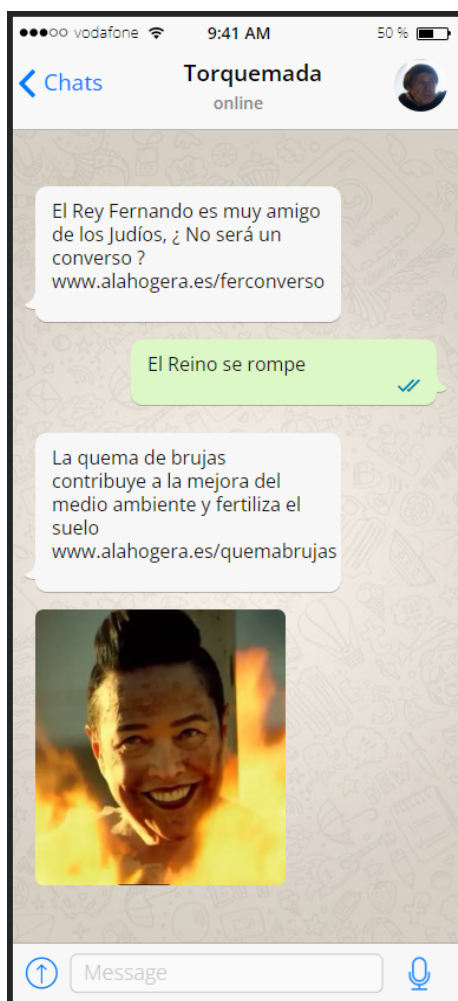 vodafone 9:41 AM 50 %
Chats Torquemada
online
El Rey Fernando es muy amigo
de los Judíos, ¿ No será un
converso ?
www.alahogera.es/ferconverso
El Reino se rompe
La quema de brujas
contribuye a la mejora del
medio ambiente y fertiliza el
suelo
www.alahogera.es/quemabrujas
Message